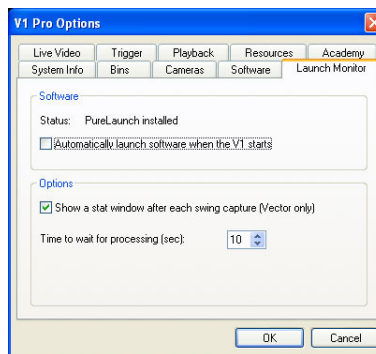 V1 Pro Options
Live Video Trigger Playback Resources Academy
System Info Bins Cameras Software Launch Monitor
Software
Status: PureLaunch installed
Automatically launch software when the V1 starts
Options
Show a stat window after each swing capture (Vector only)
Time to wait for processing (sec): 10
OK Cancel